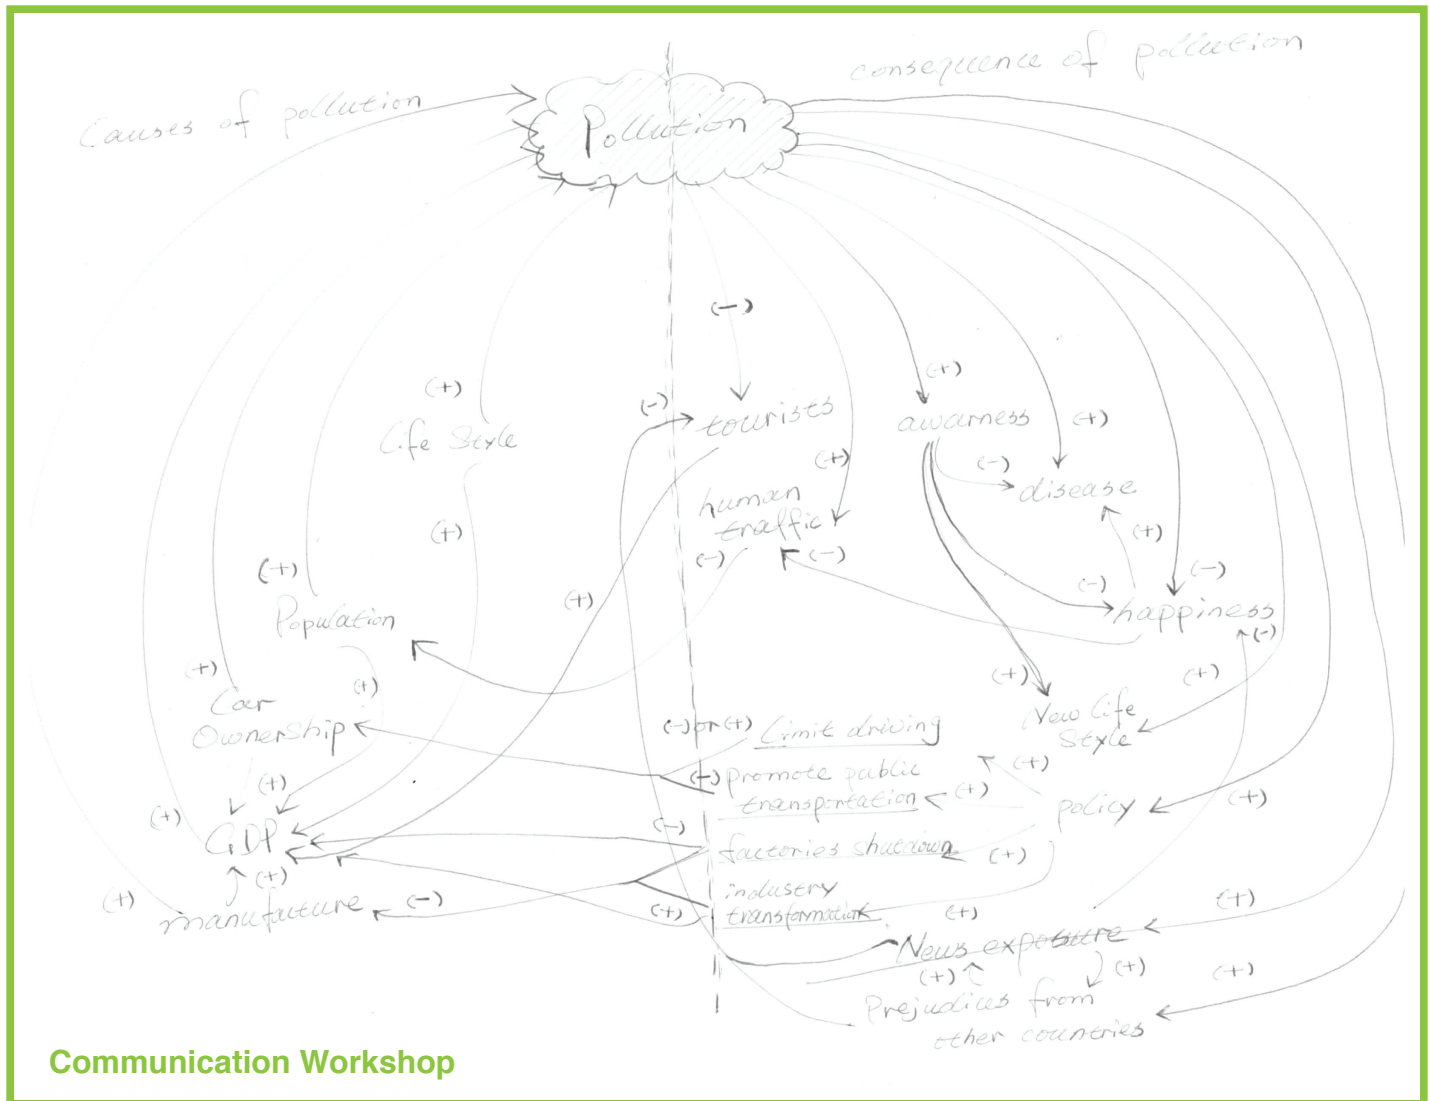 consequence of pollution
Causes of pollution
Pollution
(-)
(+)
(+)
Life Style
(-)
tourists
awarness
(+)
(+)
(-)
disease
human
traffic
(+)
(+)
(-)
(-)
(+)
Population
(+)
(-)
(-)
happiness
(-)
(+)
(+)
(+)
(+)
Car
Ownership
(-)or(+) Limit driving
New Life
Style
(+)
(-) promote public
transportation
(+)
policy
(+)
(+)
(+)
GDP
(-)
factories shutdown
(+)
(+)
manufacture
(+)
(-)
(+)
industry
transformation
(+)
(+)
News exposure
(+)
(+)
(+)
Prejudices from
other countries
Communication Workshop